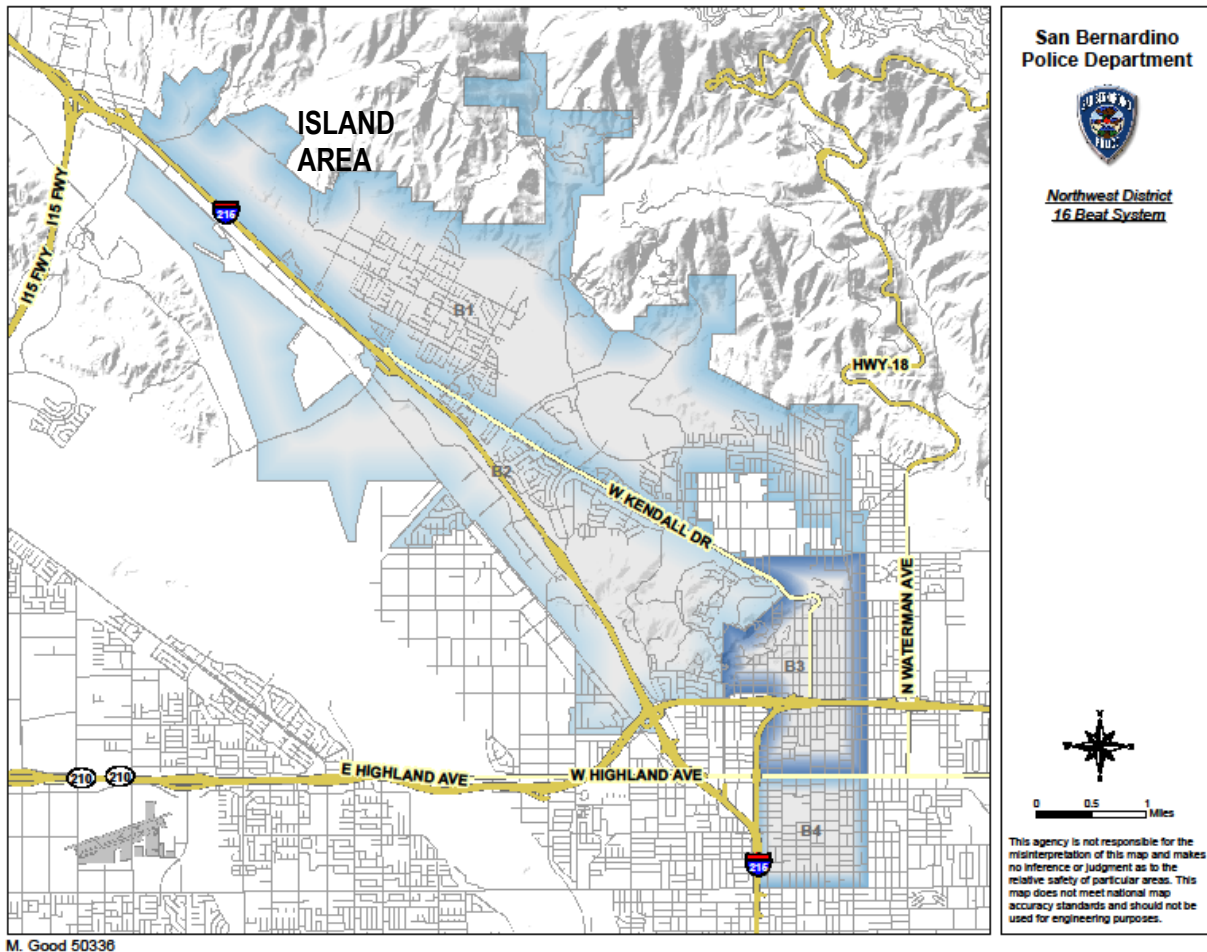 ISLAND
AREA
I15 FWY
I15 FWY
215
B1
HWY-18
B2
W KENDALL DR
N WATERMAN AVE
B3
210
210
E HIGHLAND AVE
W HIGHLAND AVE
B4
215
M. Good 50336
San Bernardino
Police Department
POLICE
Northwest District
16 Beat System
0 0.5 1
Miles
This agency is not responsible for the
misinterpretation of this map and makes
no inference or judgment as to the
relative safety of particular areas. This
map does not meet national map
accuracy standards and should not be
used for engineering purposes.